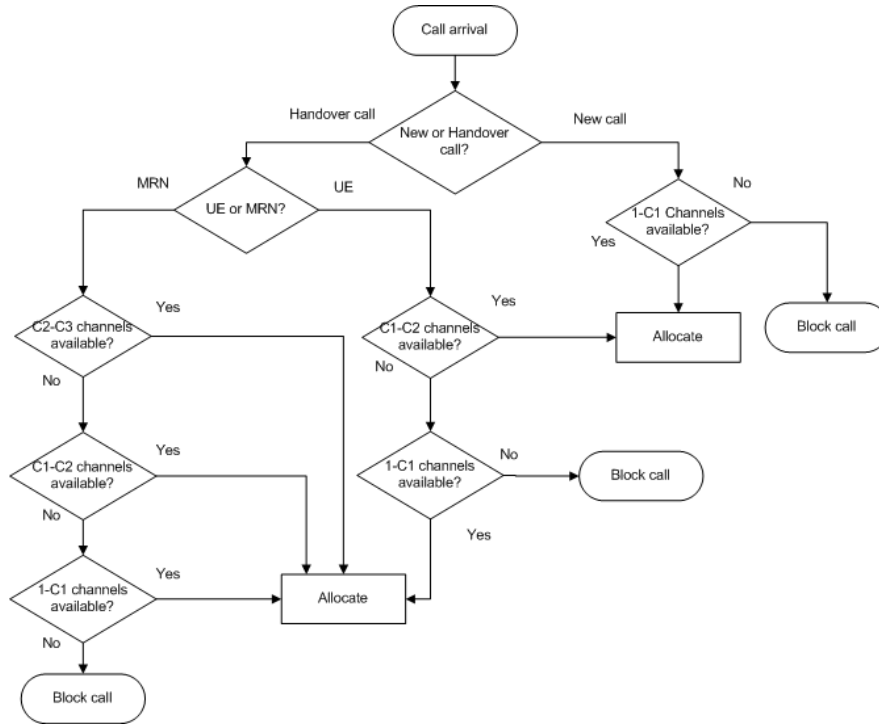 Call arrival
Handover call
New or Handover
call?
New call
MRN
UE
No
UE or MRN?
1-C1 Channels
available?
Yes
C2-C3 channels
available?
Yes
C1-C2 channels
available?
Yes
Allocate
Block call
No
No
C1-C2 channels
available?
Yes
1-C1 channels
available?
No
Block call
No
Yes
1-C1 channels
available?
Yes
Allocate
No
Block call